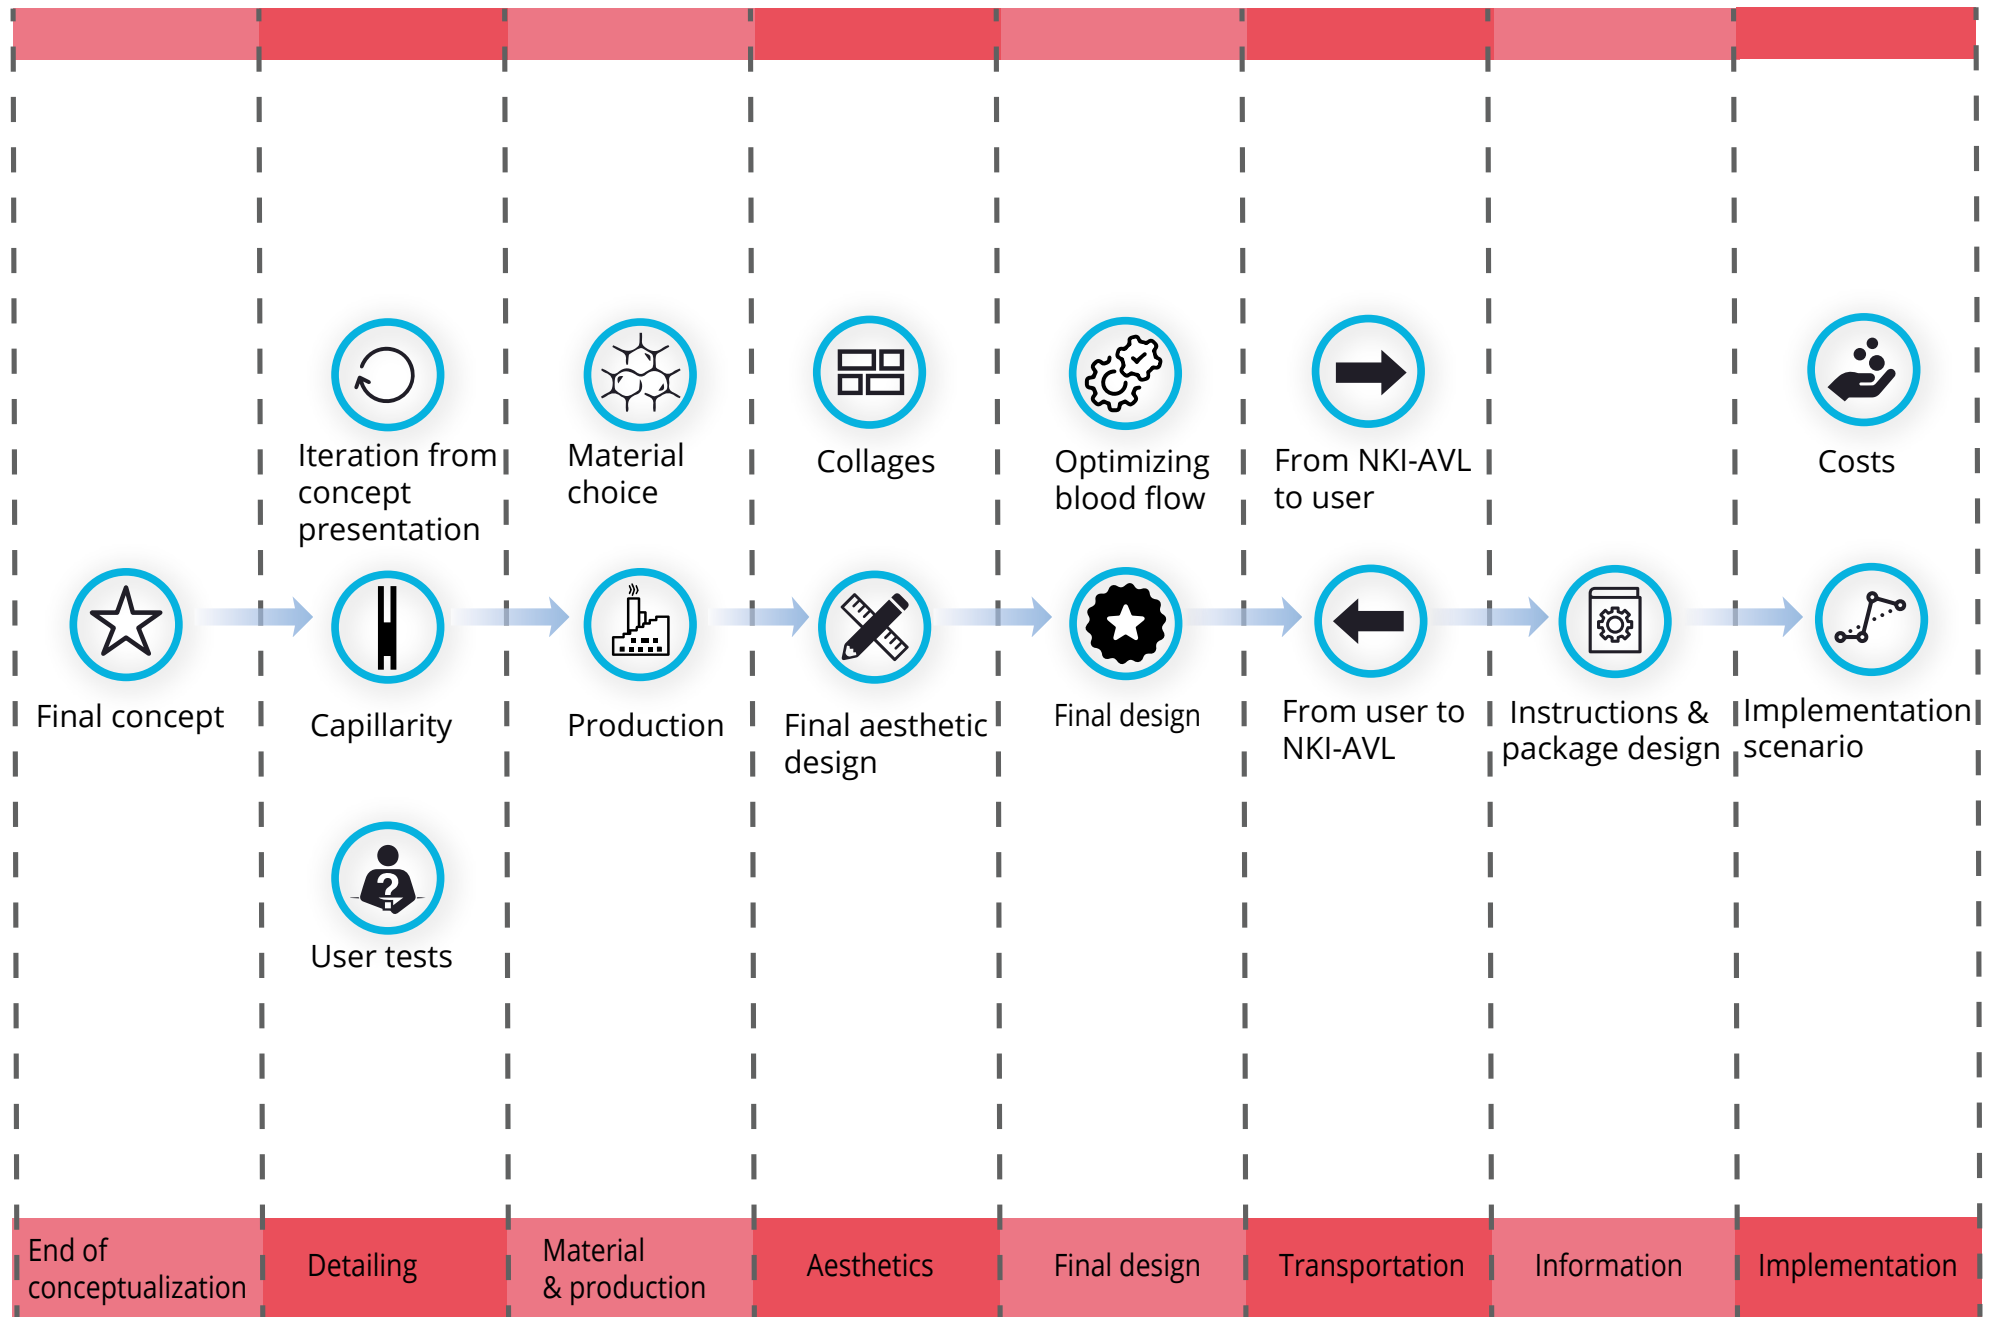 Iteration from
concept
presentation
Material
choice
Collages
Optimizing
blood flow
From NKI-AVL
to user
Costs
Final concept
Capillarity
Production
Final aesthetic
design
Final design
From user to
NKI-AVL
Instructions &
package design
Implementation
scenario
?
User tests
End of
conceptualization
Detailing
Material
& production
Aesthetics
Final design
Transportation
Information
Implementation